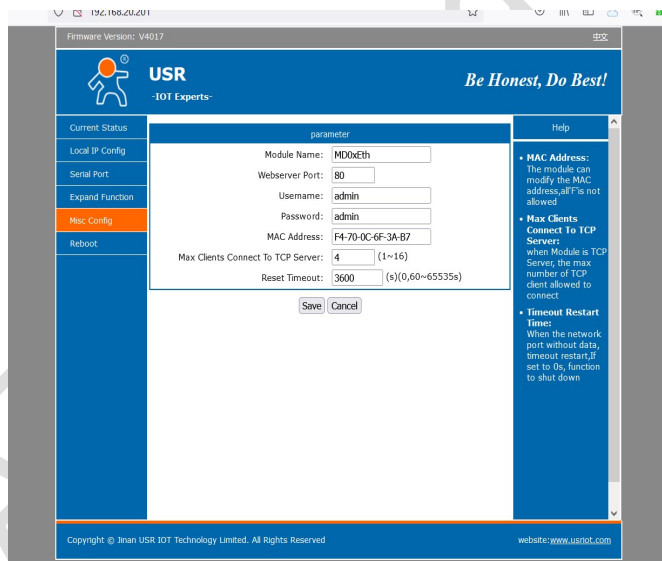 192.168.20.201
Firmware Version: V4017
中文
USR
-IOT Experts-
Be Honest, Do Best!
Current Status
Local IP Config
Serial Port
Expand Function
Misc Config
Reboot
parameter
Module Name: MD0xEth
Webserver Port: 80
Username: admin
Password: admin
MAC Address: F4-70-0C-6F-3A-B7
Max Clients Connect To TCP Server: 4 (1~16)
Reset Timeout: 3600 (s)(0,60~65535s)
Save Cancel
Help
• MAC Address:
The module can
modify the MAC
address,all'F'is not
allowed
• Max Clients
Connect To TCP
Server:
when Module is TCP
Server, the max
number of TCP
client allowed to
connect
• Timeout Restart
Time:
When the network
port without data,
timeout restart,If
set to 0s, function
to shut down
Copyright © Jinan USR IOT Technology Limited. All Rights Reserved
website:www.usriot.com